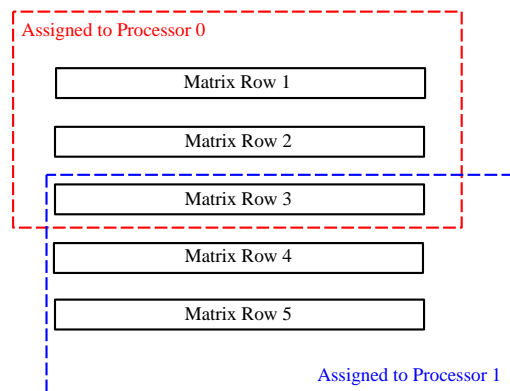 Assigned to Processor 0
Matrix Row 1
Matrix Row 2
Matrix Row 3
Matrix Row 4
Matrix Row 5
Assigned to Processor 1